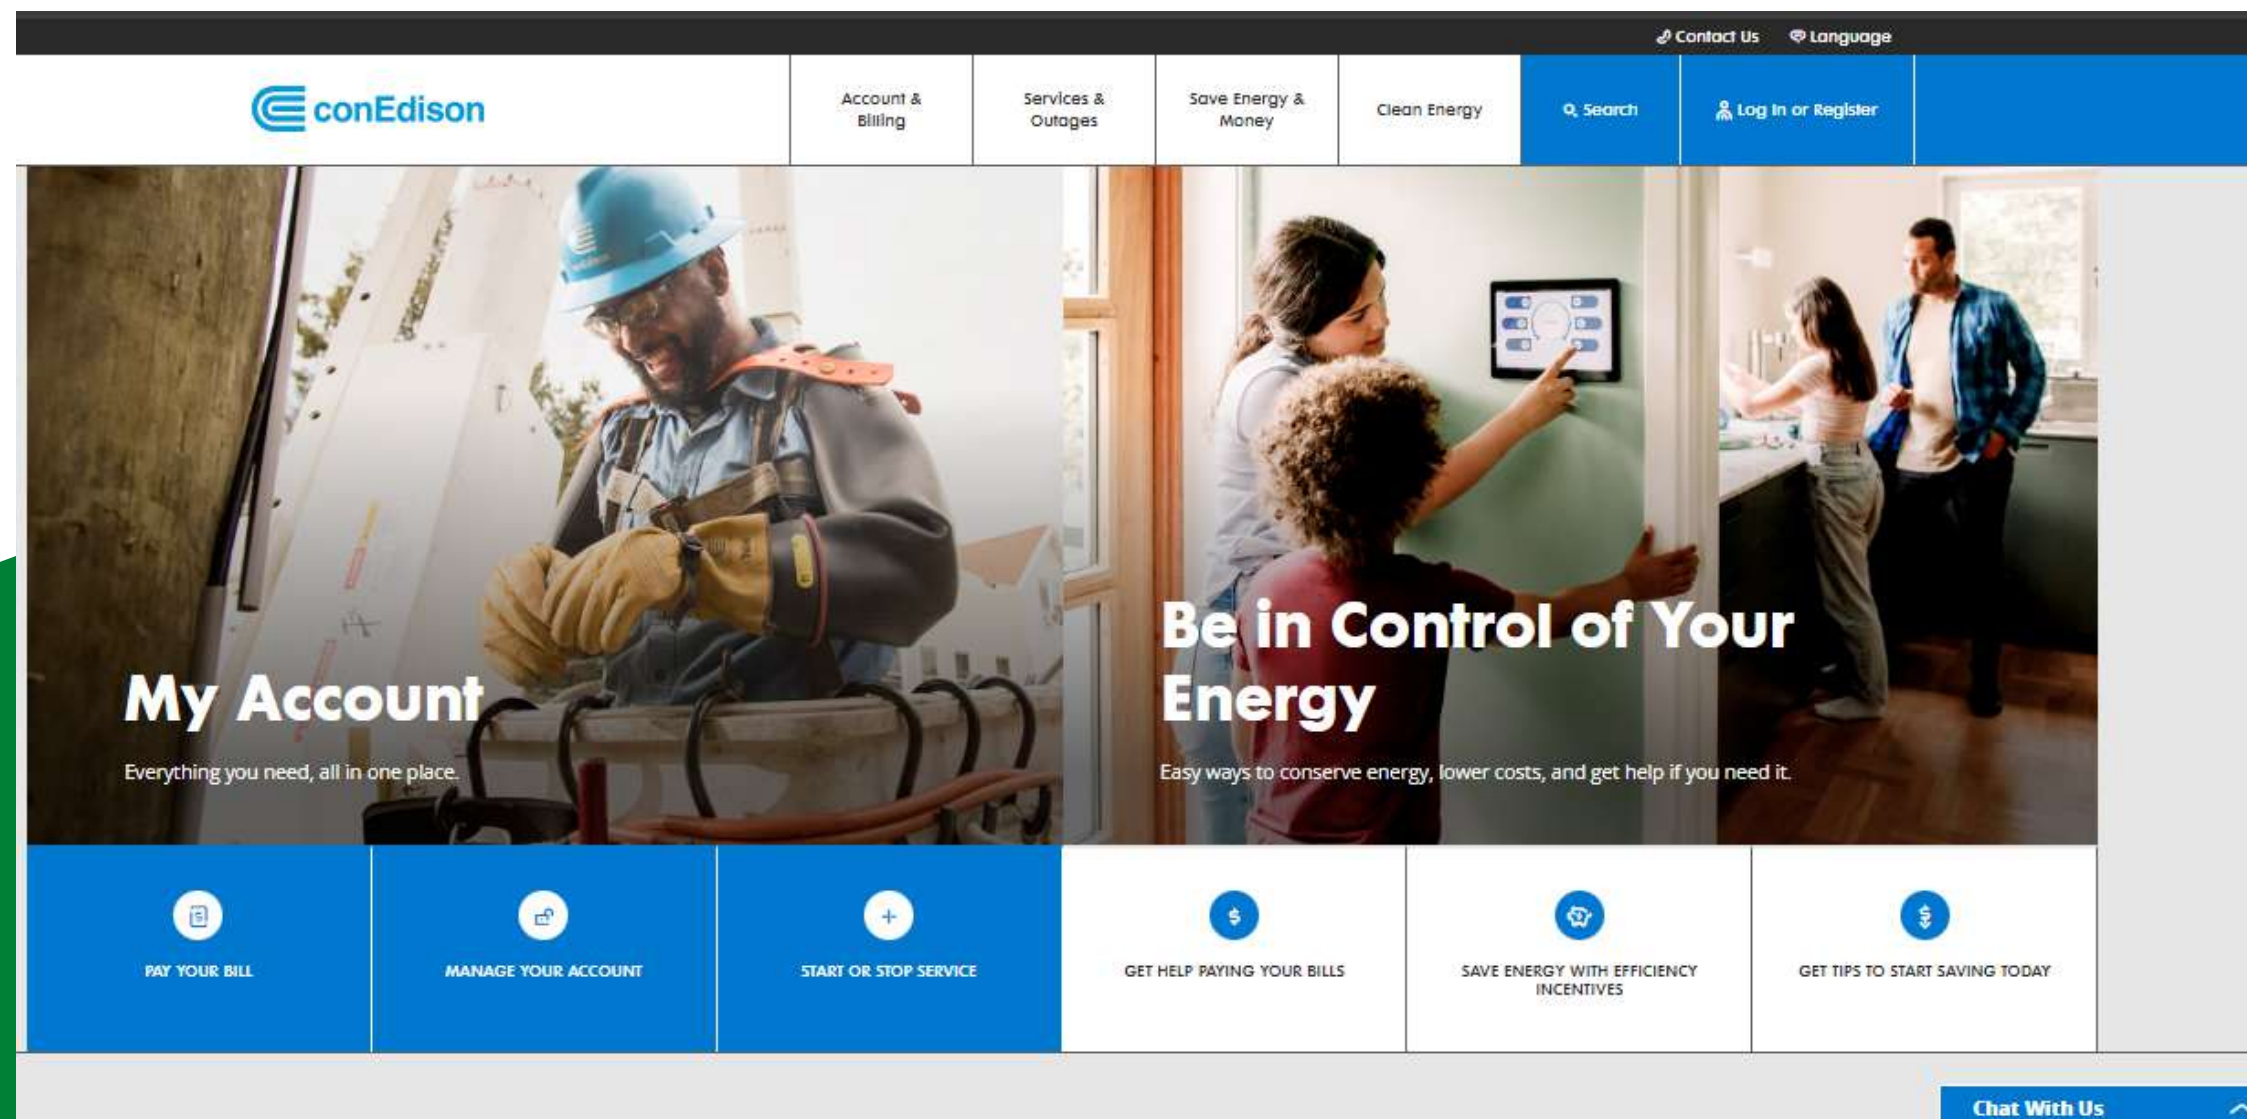 Contact Us Language
conEdison
Account &
Billing
Services &
Outages
Save Energy &
Money
Clean Energy
Search
Log In or Register
My Account
Everything you need, all in one place.
Be in Control of Your
Energy
Easy ways to conserve energy, lower costs, and get help if you need it.
PAY YOUR BILL
MANAGE YOUR ACCOUNT
START OR STOP SERVICE
GET HELP PAYING YOUR BILLS
SAVE ENERGY WITH EFFICIENCY
INCENTIVES
GET TIPS TO START SAVING TODAY
Chat With Us